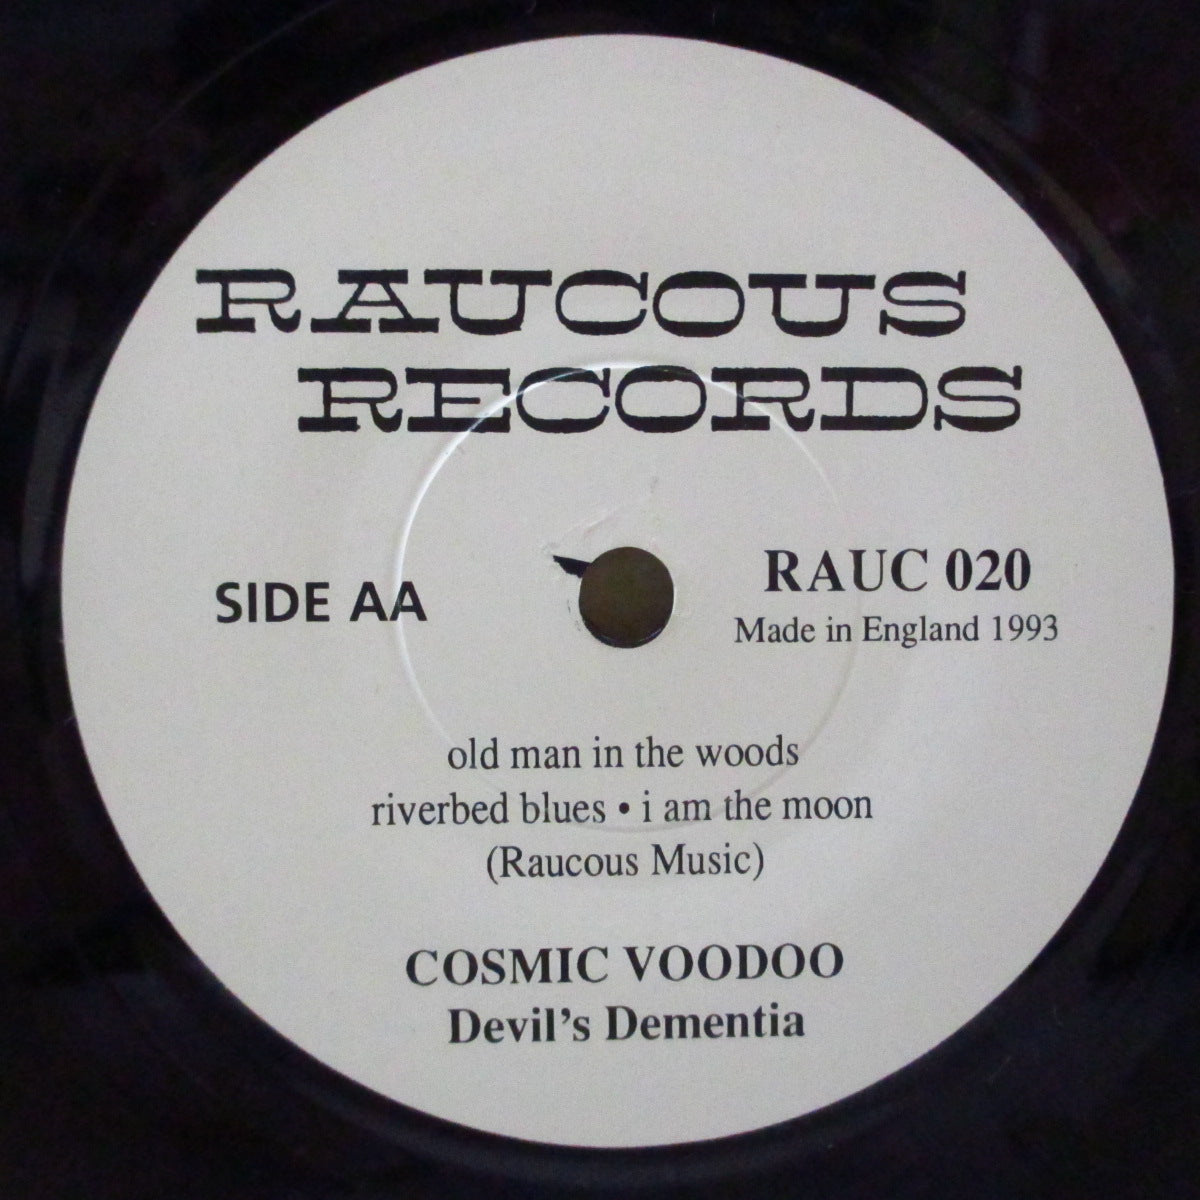 RAUCOUS
RECORDS
SIDE AA
RAUC 020
Made in England 1993
old man in the woods
riverbed blues • i am the moon
(Raucous Music)
COSMIC VOODOO
Devil's Dementia